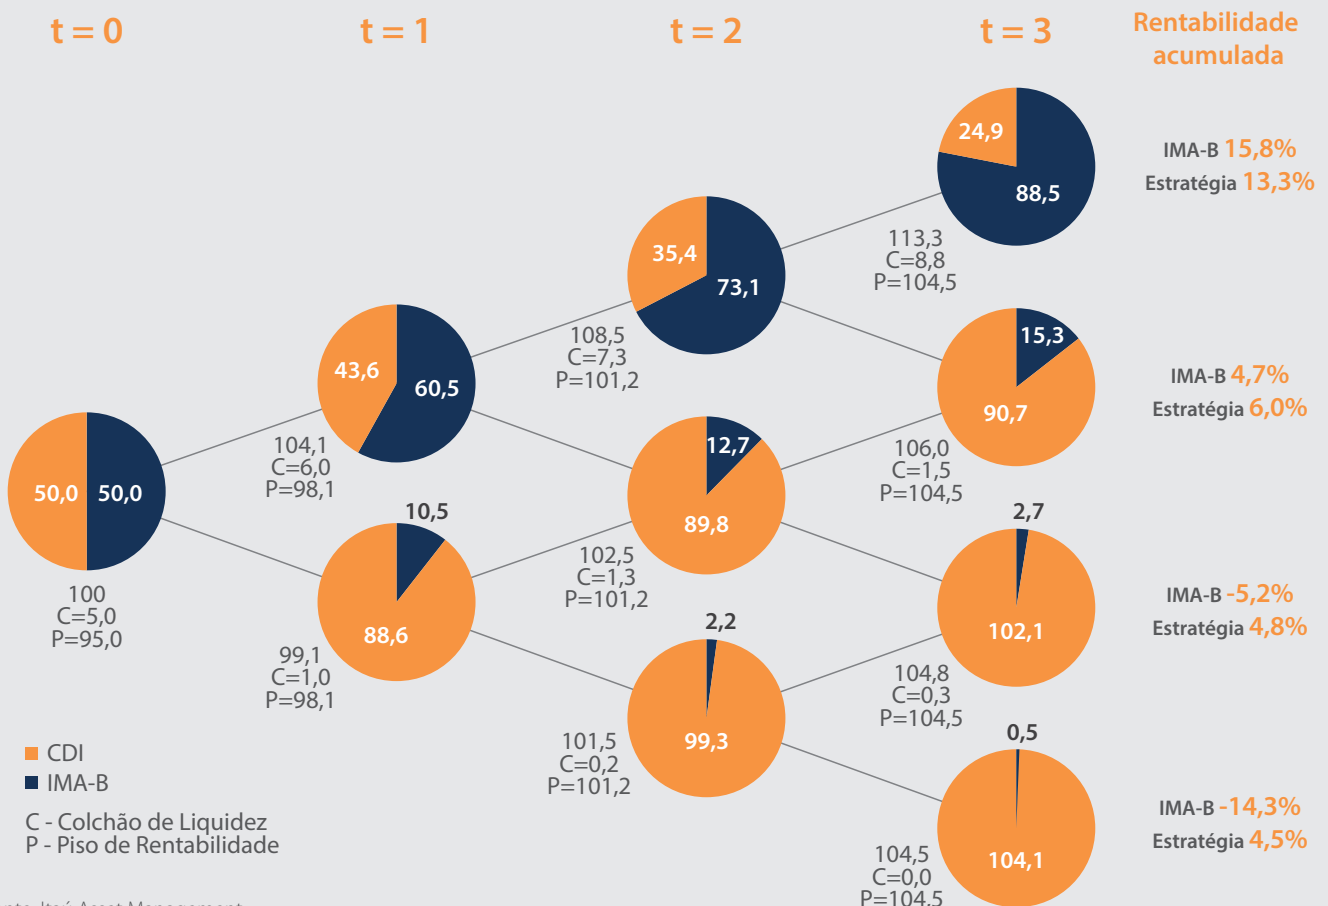 t = 0
t = 1
t = 2
t = 3
Rentabilidade
acumulada
50,0
50,0
100
C=5,0
P=95,0
43,6
60,5
104,1
C=6,0
P=98,1
10,5
88,6
99,1
C=1,0
P=98,1
35,4
73,1
108,5
C=7,3
P=101,2
12,7
89,8
102,5
C=1,3
P=101,2
2,2
99,3
101,5
C=0,2
P=101,2
24,9
88,5
113,3
C=8,8
P=104,5
IMA-B 15,8%
Estratégia 13,3%
15,3
90,7
106,0
C=1,5
P=104,5
IMA-B 4,7%
Estratégia 6,0%
2,7
102,1
104,8
C=0,3
P=104,5
IMA-B -5,2%
Estratégia 4,8%
0,5
104,1
104,5
C=0,0
P=104,5
IMA-B -14,3%
Estratégia 4,5%
CDI
IMA-B
C - Colchão de Liquidez
P - Piso de Rentabilidade
Itaú Asset Management